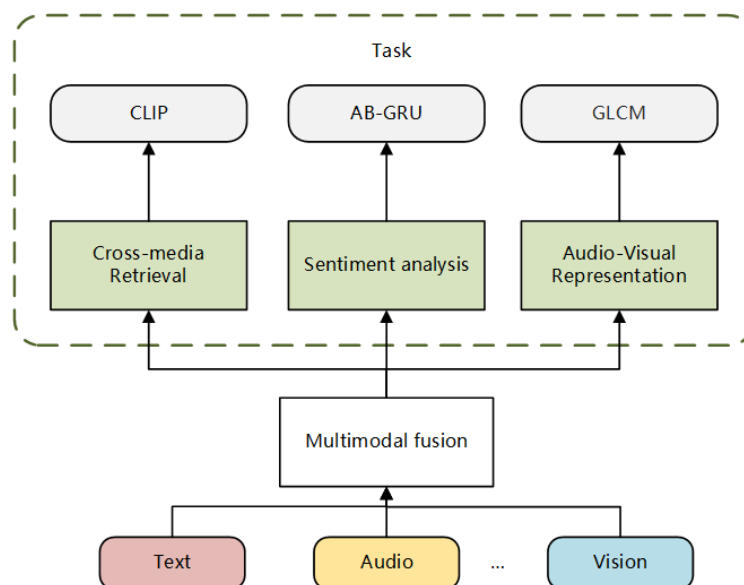 Task
CLIP
AB-GRU
GLCM
Cross-media
Retrieval
Sentiment analysis
Audio-Visual
Representation
Multimodal fusion
Text
Audio
...
Vision